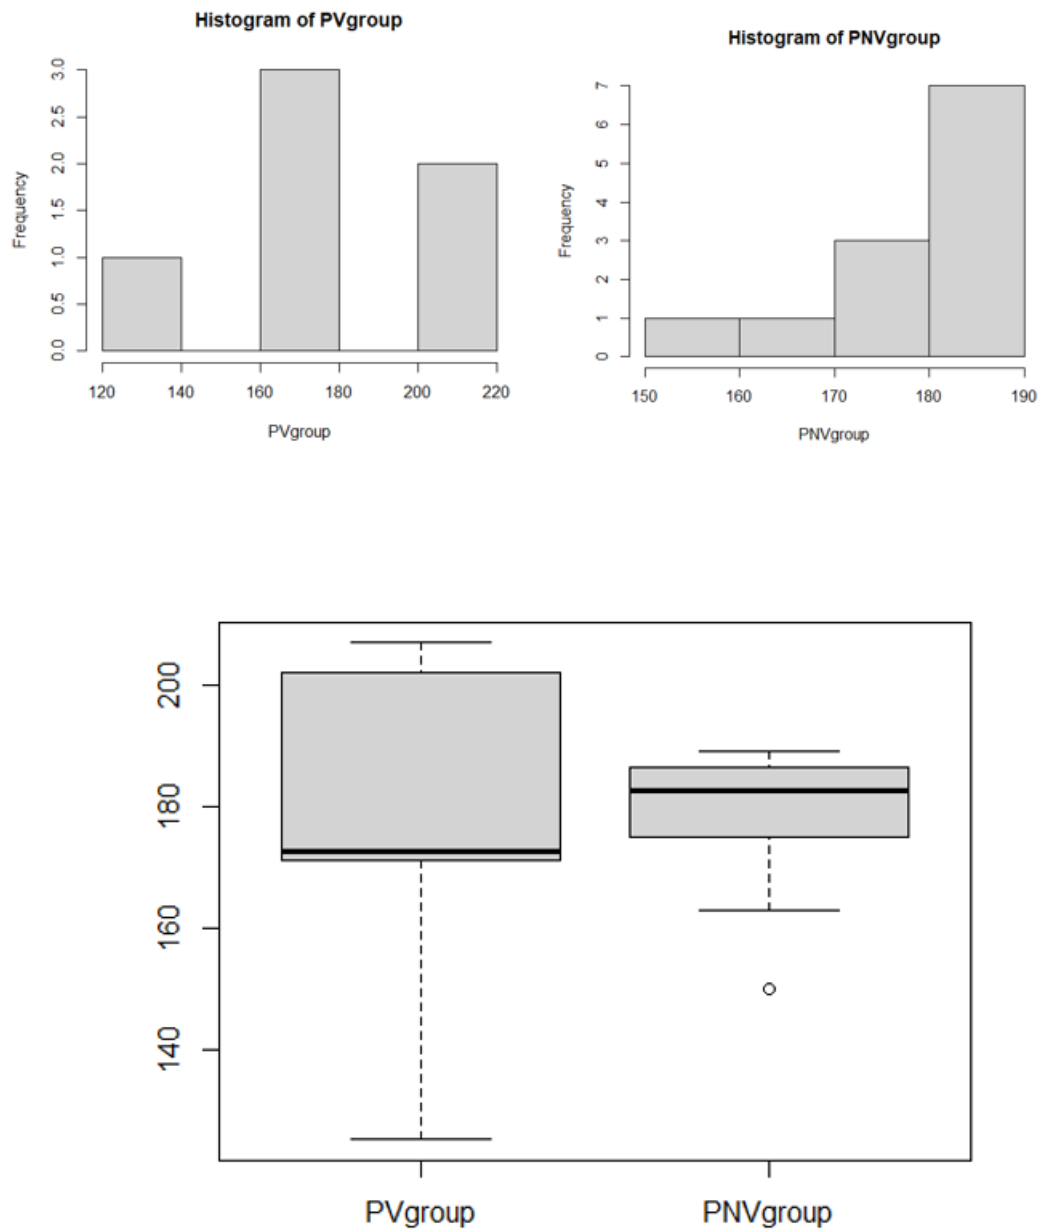 Histogram of PVgroup
Frequency
0.0 0.5 1.0 1.5 2.0 2.5 3.0
120 140 160 180 200 220
PVgroup
Histogram of PNVgroup
Frequency
0 1 2 3 4 5 6 7
150 160 170 180 190
PNVgroup
140 160 180 200
PVgroup PNVgroup